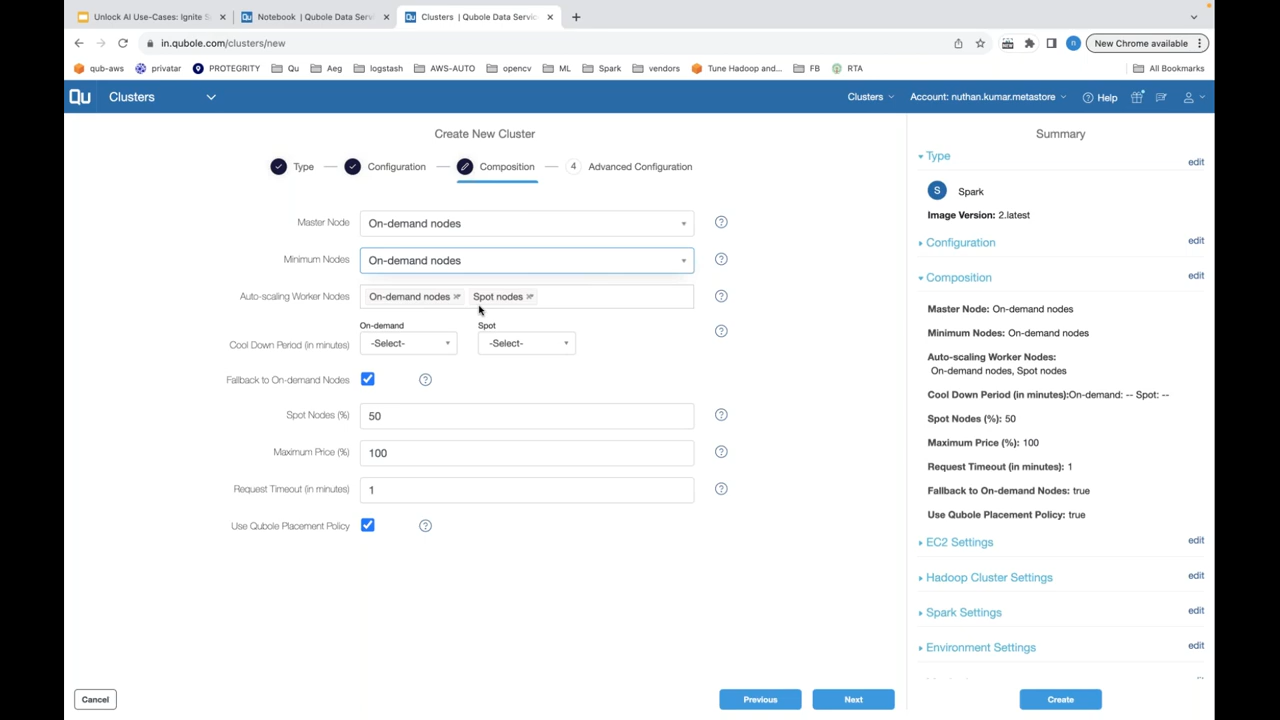 Unlock AI Use-Cases: Ignite S
Notebook | Qubole Data Servi
Clusters | Qubole Data Servic
in.qubole.com/clusters/new
New Chrome available
qub-aws
privatar
PROTEGRITY
Qu
Aeg
logstash
AWS-AUTO
opencv
ML
Spark
vendors
Tune Hadoop and...
FB
RTA
All Bookmarks
Qu
Clusters
Clusters
Account: nuthan.kumar.metastore
Help
Create New Cluster
Type
Configuration
Composition
4
Advanced Configuration
Master Node
On-demand nodes
Minimum Nodes
On-demand nodes
Auto-scaling Worker Nodes
On-demand nodes
Spot nodes
On-demand
Spot
Cool Down Period (in minutes)
-Select-
-Select-
Fallback to On-demand Nodes
Spot Nodes (%)
50
Maximum Price (%)
100
Request Timeout (in minutes)
1
Use Qubole Placement Policy
Cancel
Previous
Next
Summary
Type
edit
S
Spark
Image Version: 2.latest
Configuration
edit
Composition
edit
Master Node: On-demand nodes
Minimum Nodes: On-demand nodes
Auto-scaling Worker Nodes:
On-demand nodes, Spot nodes
Cool Down Period (in minutes):On-demand: -- Spot: --
Spot Nodes (%): 50
Maximum Price (%): 100
Request Timeout (in minutes): 1
Fallback to On-demand Nodes: true
Use Qubole Placement Policy: true
EC2 Settings
edit
Hadoop Cluster Settings
edit
Spark Settings
edit
Environment Settings
edit
Create